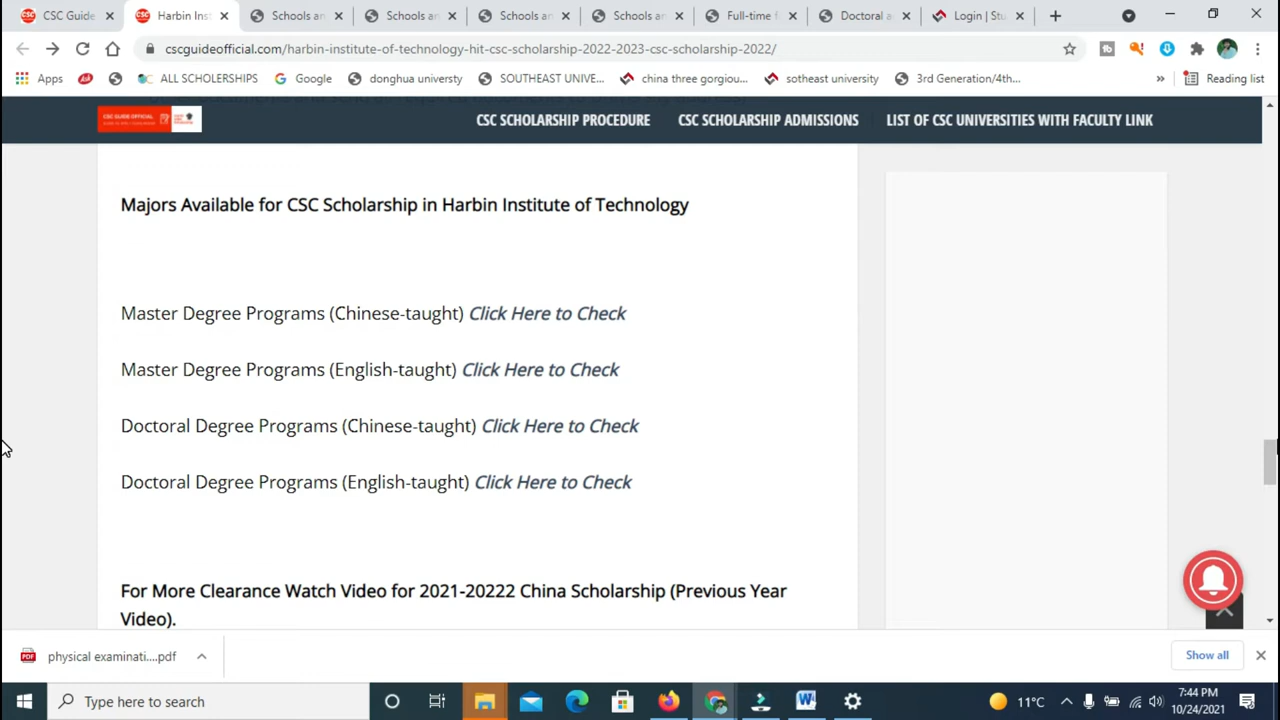 CSC Guide
Harbin Ins
Schools an
Schools an
Schools an
Schools an
Full-time f
Doctoral a
Login | Stu
cscguideofficial.com/harbin-institute-of-technology-hit-csc-scholarship-2022-2023-csc-scholarship-2022/
Apps
ALL SCHOLERSHIPS
Google
donghua university
SOUTHEAST UNIVE...
china three gorgiou...
sotheast university
3rd Generation/4th...
»
Reading list
CSC GUIDE OFFICIAL
CSC SCHOLARSHIP PROCEDURE
CSC SCHOLARSHIP ADMISSIONS
LIST OF CSC UNIVERSITIES WITH FACULTY LINK
Majors Available for CSC Scholarship in Harbin Institute of Technology
Master Degree Programs (Chinese-taught) Click Here to Check
Master Degree Programs (English-taught) Click Here to Check
Doctoral Degree Programs (Chinese-taught) Click Here to Check
Doctoral Degree Programs (English-taught) Click Here to Check
For More Clearance Watch Video for 2021-20222 China Scholarship (Previous Year
Video).
PDF
physical examinati....pdf
Show all
Type here to search
11°C
7:44 PM
10/24/2021